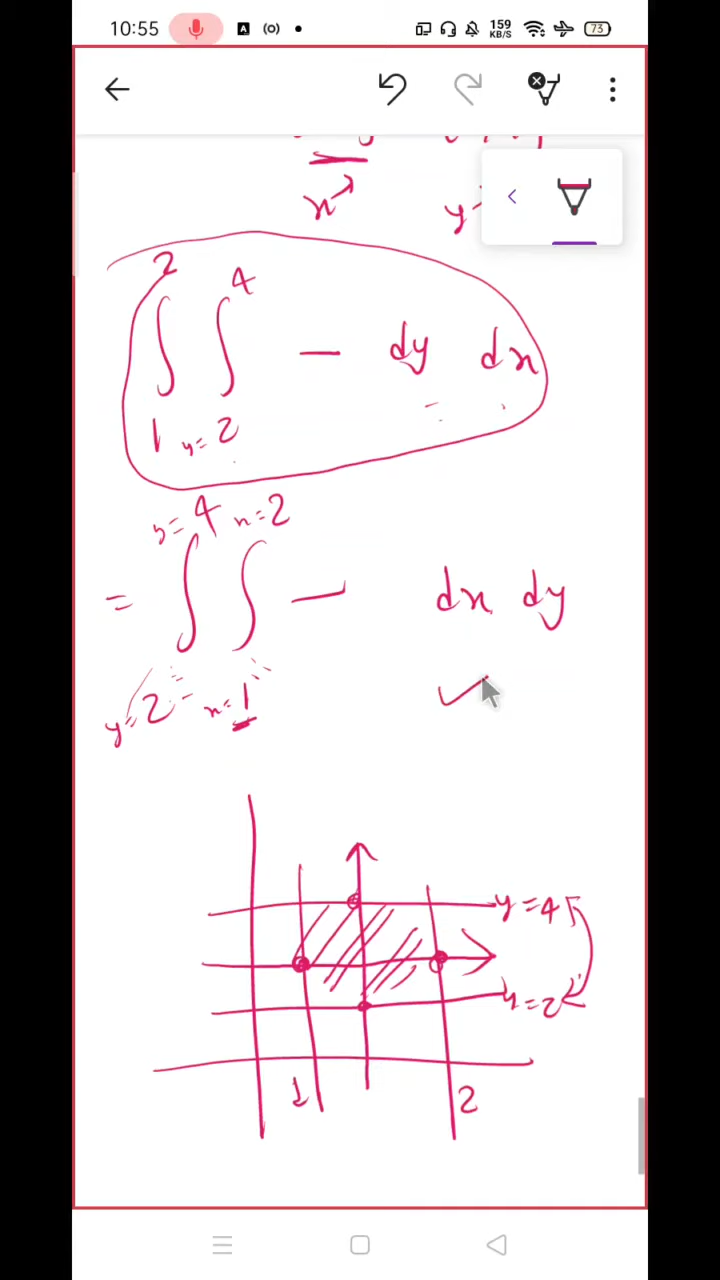 10:55 A 159 KB/S 73
x²
y
2 4
∫ ∫ — dy dx
1 y=2
y=4 x=2
= ∫ ∫ — dx dy
y=2 x=1
y=4
y=2
1 2